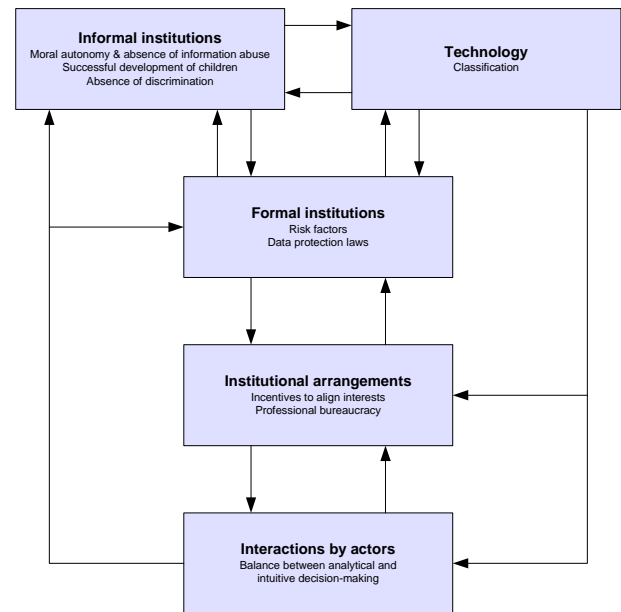 Informal institutions
Moral autonomy & absence of information abuse
Successful development of children
Absence of discrimination
Technology
Classification
Formal institutions
Risk factors
Data protection laws
Institutional arrangements
Incentives to align interests
Professional bureaucracy
Interactions by actors
Balance between analytical and
intuitive decision-making